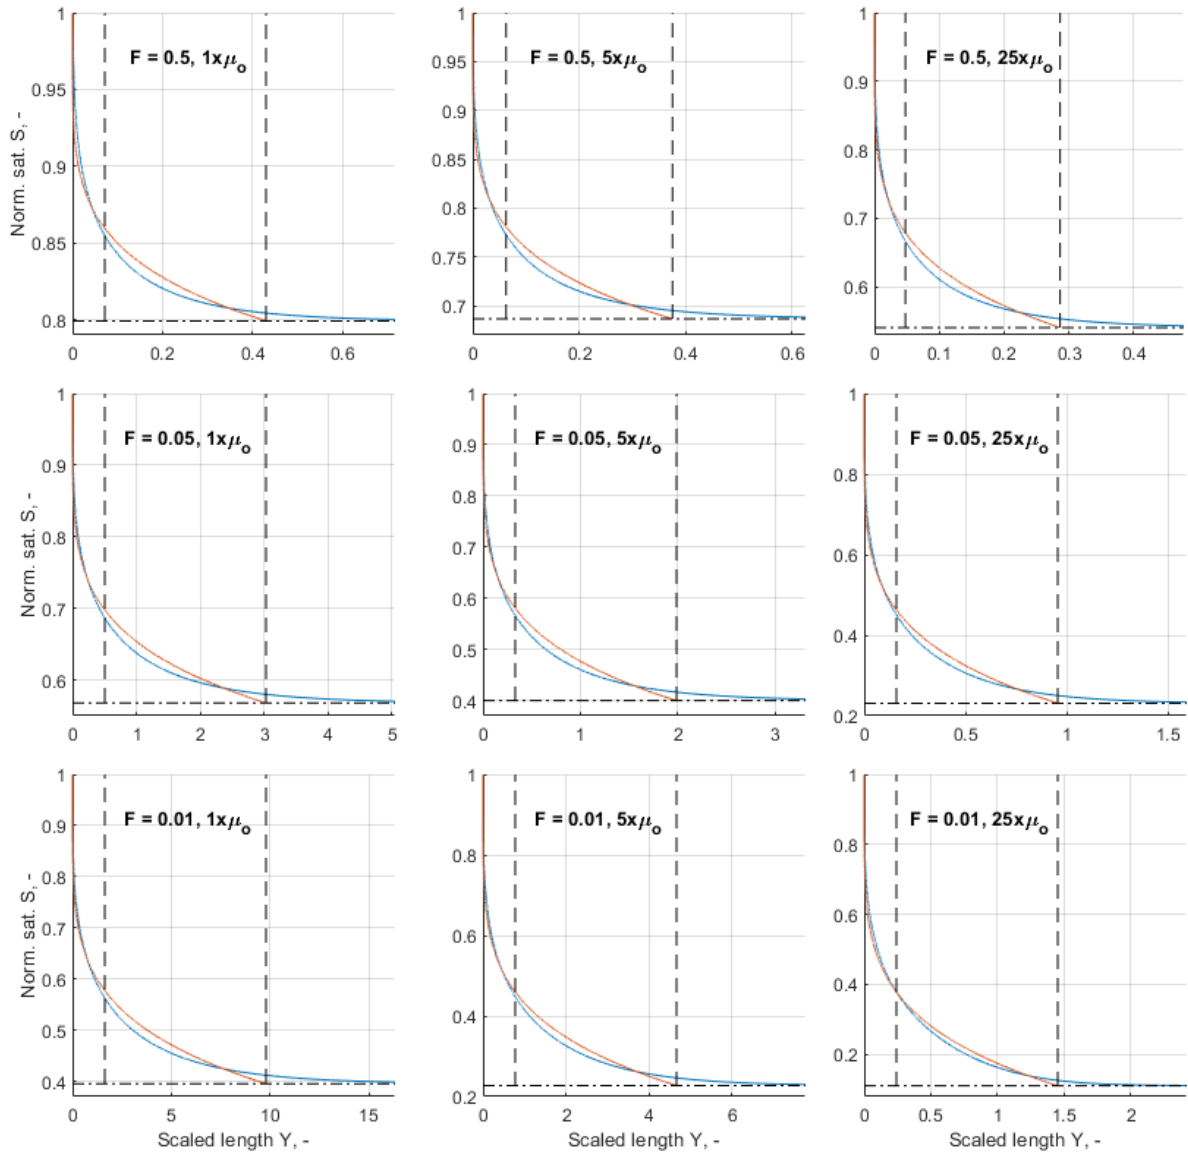 1
0.95
0.9
0.85
0.8
0 0.2 0.4 0.6
Norm. sat. S, -
F = 0.5, 1xμo
1
0.95
0.9
0.85
0.8
0.75
0.7
0 0.2 0.4 0.6
F = 0.5, 5xμo
1
0.9
0.8
0.7
0.6
0 0.1 0.2 0.3 0.4
F = 0.5, 25xμo
1
0.9
0.8
0.7
0.6
0 1 2 3 4 5
Norm. sat. S, -
F = 0.05, 1xμo
1
0.9
0.8
0.7
0.6
0.5
0.4
0 1 2 3
F = 0.05, 5xμo
1
0.8
0.6
0.4
0.2
0 0.5 1 1.5
F = 0.05, 25xμo
1
0.9
0.8
0.7
0.6
0.5
0.4
0 5 10 15
Norm. sat. S, -
Scaled length Y, -
F = 0.01, 1xμo
1
0.8
0.6
0.4
0.2
0 2 4 6
Scaled length Y, -
F = 0.01, 5xμo
1
0.8
0.6
0.4
0.2
0 0.5 1 1.5 2
Scaled length Y, -
F = 0.01, 25xμo